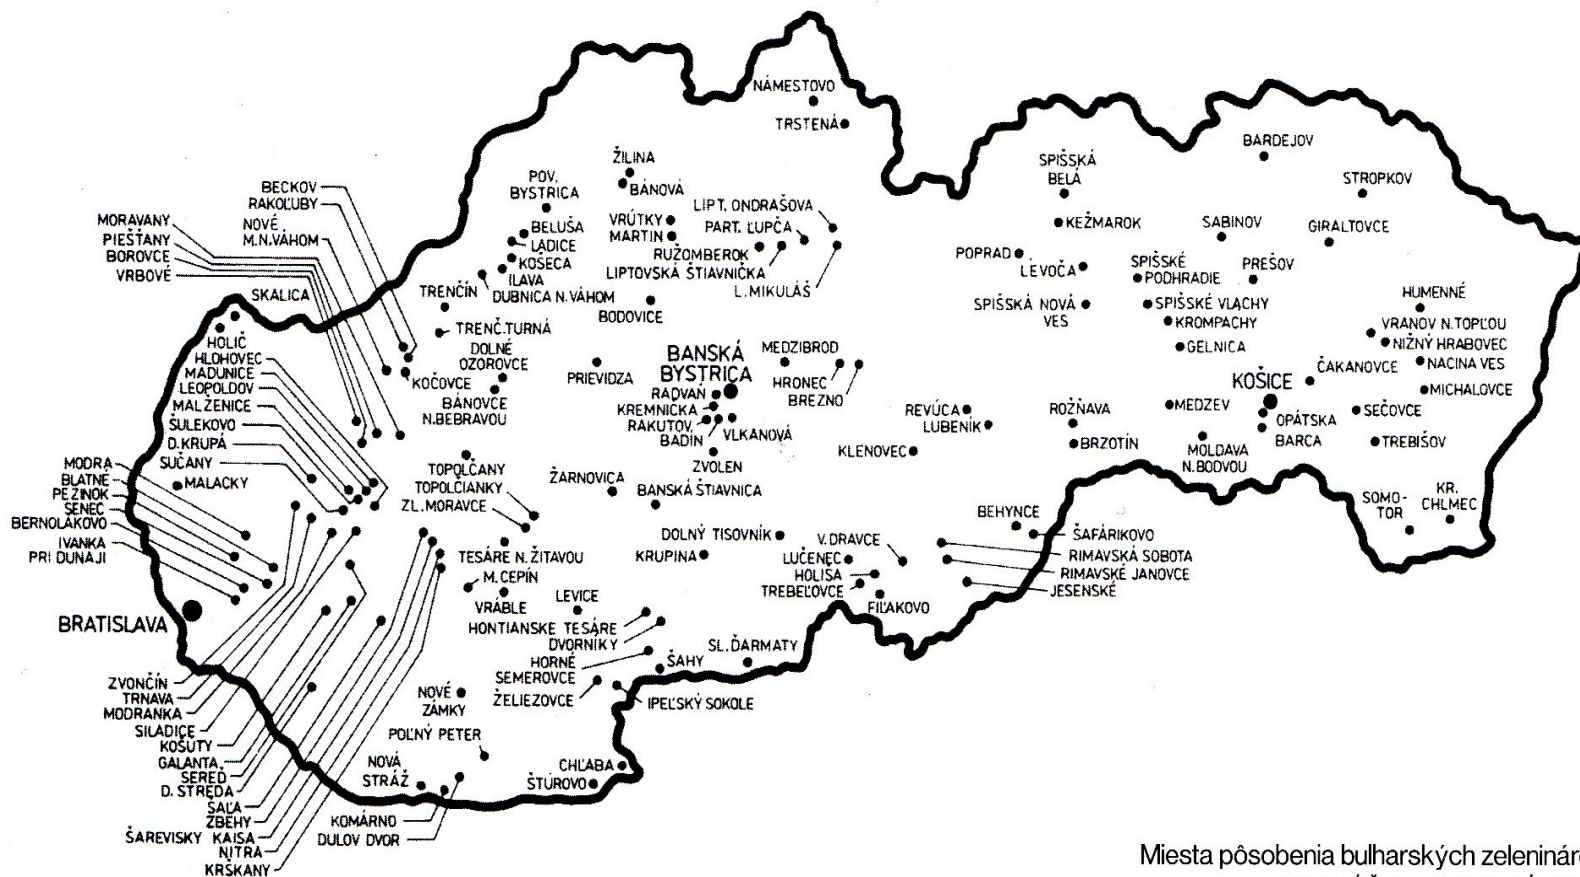 NÁMESTOVO
TRSTENÁ
BARDEJOV
ŽILINA
BÁNOVÁ
SPIŠSKÁ
BELÁ
STROPKOV
POV.
BYSTRICA
BECKOV
RAKOĽUBY
NOVÉ
M.N.VÁHOM
MORAVANY
PIEŠŤANY
BOROVCE
VRBOVÉ
SKALICA
BELUŠA
LADICE
KOŠECA
ILAVA
DUBNICA N.VÁHOM
VRÚTKY
MARTIN
LIPT. ONDRAŠOVA
PART. ĽUPČA
RUŽOMBEROK
LIPTOVSKÁ ŠTIAVNIČKA
L.MIKULÁŠ
KEŽMAROK
SABINOV
GIRALTOVCE
POPRAD
LEVOČA
SPIŠSKÉ
PODHRADIE
PREŠOV
TRENČÍN
TRENČ.TURNÁ
BODOVICE
SPIŠSKÁ NOVÁ
VES
SPIŠSKÉ VLACHY
KROMPACHY
GELNICA
HUMENNÉ
VRANOV N.TOPĽOU
NIŽNÝ HRABOVEC
NACINA VES
MICHALOVCE
ČAKANOVCE
HOLÍČ
HLOHOVEC
MADUNICE
LEOPOLDOV
MALŽENICE
ŠULEKOVO
D.KRUPÁ
SUČANY
MALACKY
KOČOVCE
DOLNÉ
OZOROVCE
BÁNOVCE
N.BEBRAVOU
PRIEVIDZA
BANSKÁ
BYSTRICA
RADVAŇ
KREMNIČKA
RAKUTOV.
BADÍN
VLKANOVÁ
ZVOLEN
MEDZIBROD
HRONEC
BREZNO
REVÚCA
LUBENÍK
KLENOVEC
ROŽŇAVA
BRZOTÍN
MEDZEV
KOŠICE
OPÁTSKA
BARCA
SEČOVCE
TREBIŠOV
MOLDAVA
N.BODVOU
MODRA
BLATNÉ
PEZINOK
SENEC
BERNOLÁKOVO
IVANKA
PRI DUNAJI
BRATISLAVA
TOPOLČANY
TOPOLČIANKY
ZL.MORAVCE
ŽARNOVICA
BANSKÁ ŠTIAVNICA
TESÁRE N.ŽITAVOU
M.CEPÍN
VRÁBLE
LEVICE
DOLNÝ TISOVNÍK
KRUPINA
V.DRAVCE
LUČENEC
HOLIŠA
TREBEĽOVCE
FIĽAKOVO
BEHYNCE
ŠAFÁRIKOVO
RIMAVSKÁ SOBOTA
RIMAVSKÉ JANOVCE
JESENSKÉ
SOMO-
TOR
KR.
CHLMEC
HONTIANSKE TESÁRE
DVORNÍKY
HORNÉ
SEMEROVCE
ŽELIEZOVCE
ŠAHY
SL.ĎARMATY
IPEĽSKÝ SOKOLE
NOVÉ
ZÁMKY
POĽNÝ PETER
NOVÁ
STRÁŽ
CHĽABA
ŠTÚROVO
KOMÁRNO
DULOV DVOR
ZVONČÍN
TRNAVA
MODRANKA
SILADICE
KOŠÚTY
GALANTA
SEREĎ
D. STREDA
SAĽA
ZBEHY
ŠAREVISKY KAISA
NITRA
KRŠKANY
Miesta pôsobenia bulharských